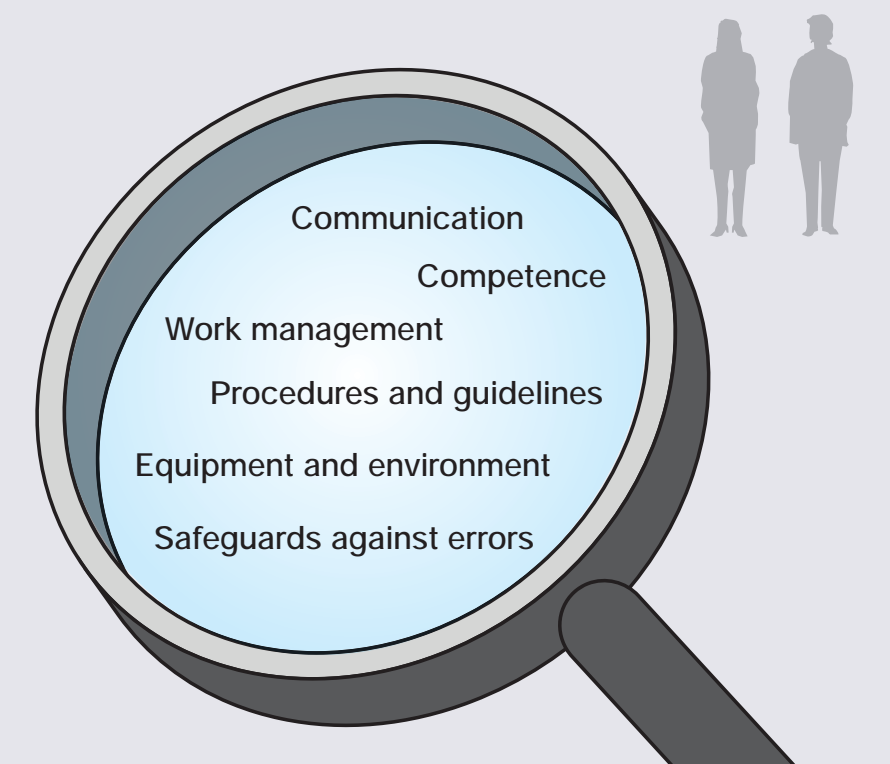 Communication
Competence
Work management
Procedures and guidelines
Equipment and environment
Safeguards against errors